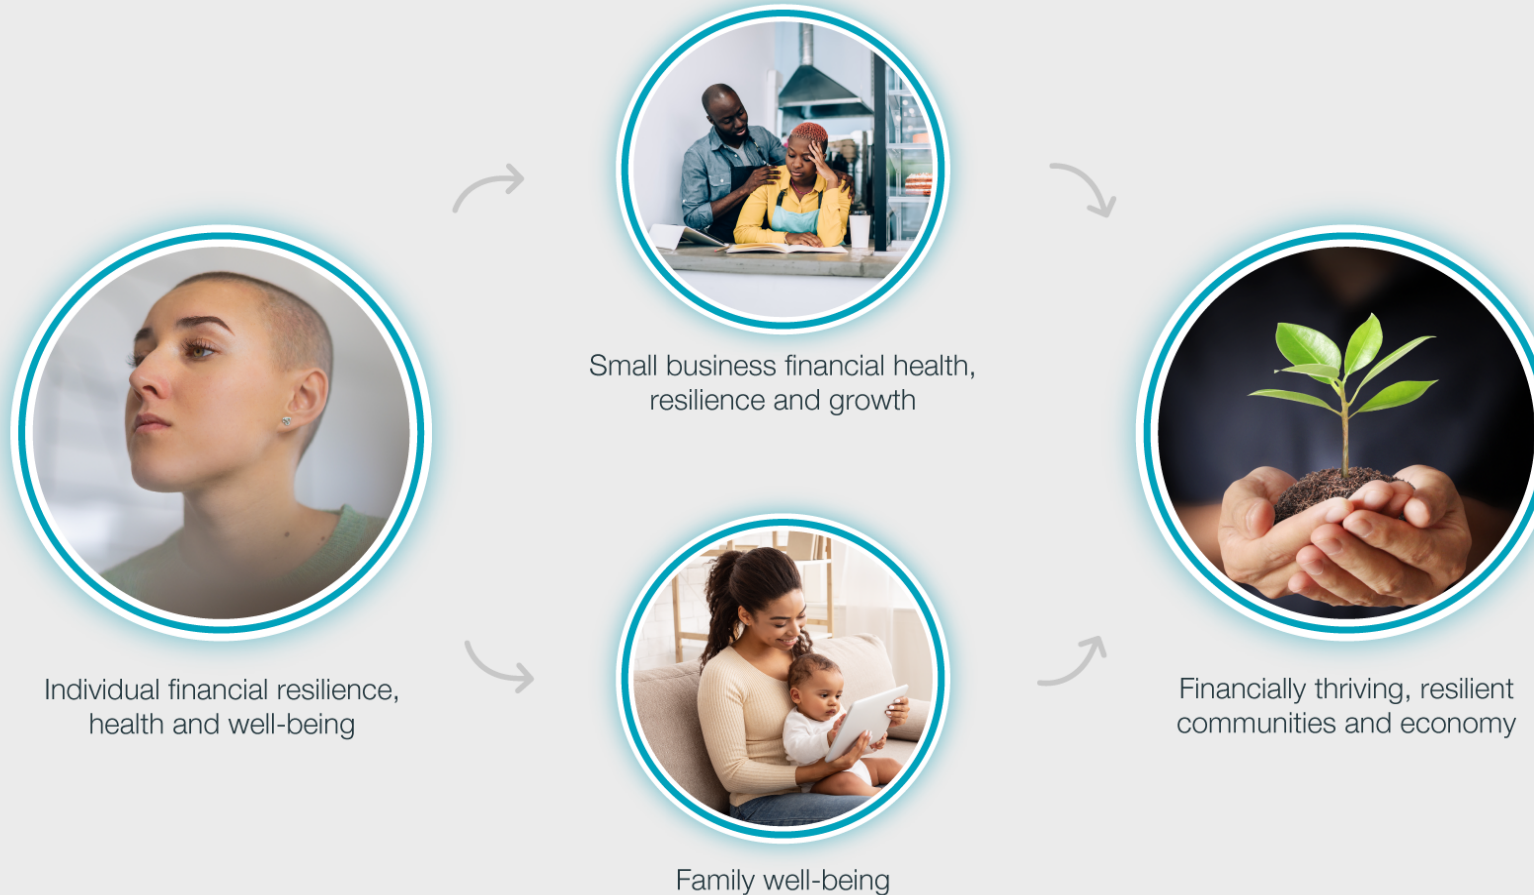 Small business financial health,
resilience and growth
Individual financial resilience,
health and well-being
Financially thriving, resilient
communities and economy
Family well-being